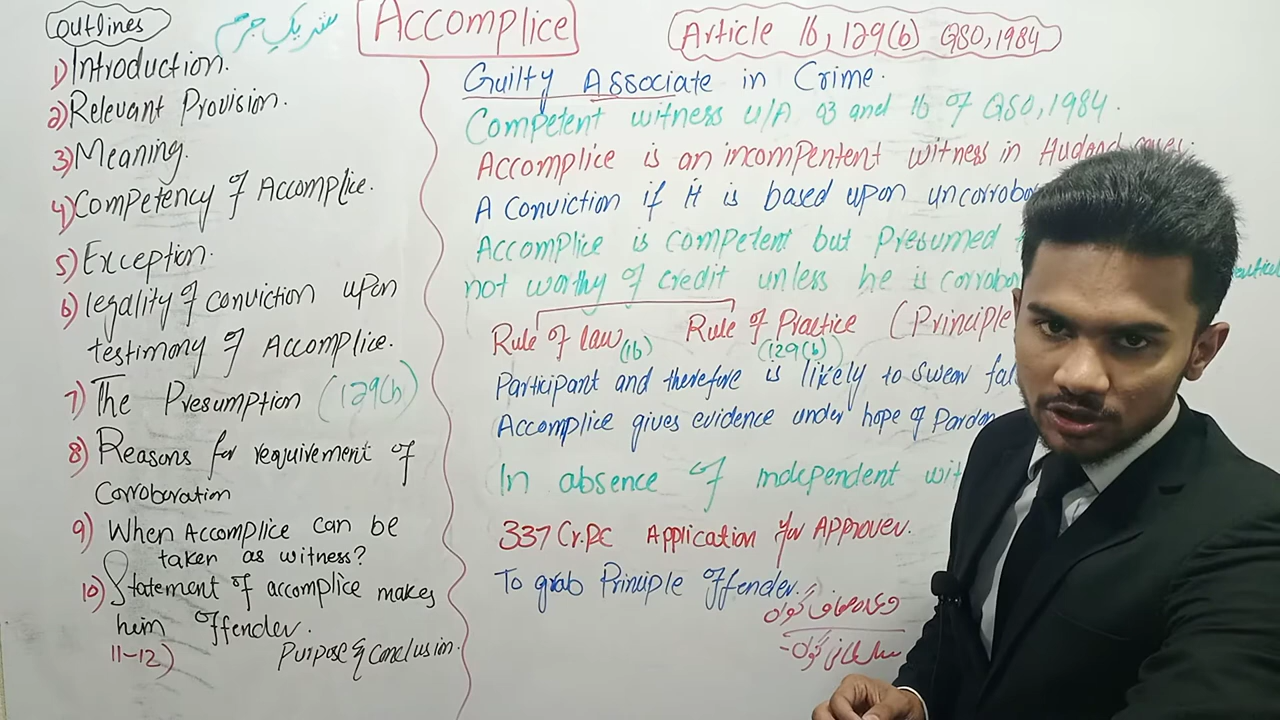 Outlines
شریکِ جرم
Accomplice
Article 16, 129(b) QSO, 1984
1) Introduction.
2) Relevant Provision.
3) Meaning.
4) Competency of Accomplice.
5) Exception.
6) legality of conviction upon
testimony of Accomplice.
7) The Presumption (129(b)
8) Reasons for requirement of
Corroboration
9) When Accomplice can be
taken as witness?
10) Statement of accomplice makes
him offender.
11-12) Purpose & Conclusion.
Guilty Associate in Crime.
Competent witness u/A 03 and 16 of QSO, 1984.
Accomplice is an incompentent witness in Hudood cases.
A Conviction if it is based upon
Accomplice is competent but Presumed
not worthy of credit unless he is
Rule of law (16) Rule of Practice (129(b)) (Principle
Participant and therefore is likely to swear
Accomplice gives evidence under hope of Pardon
In absence of independent
337 Cr.PC Application for Approver.
To grab Principle Offender.
وعدہ معاف گواہ
سلطانی گواہ -